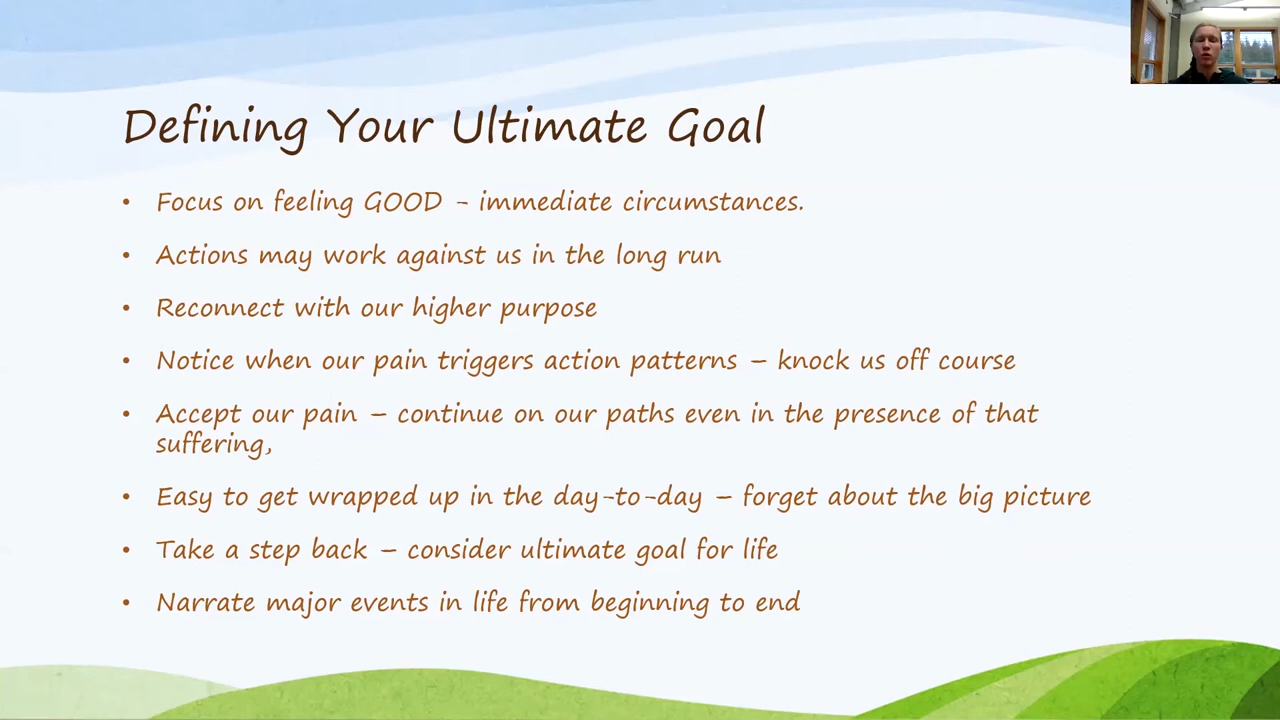 Defining Your Ultimate Goal
• Focus on feeling GOOD - immediate circumstances.
• Actions may work against us in the long run
• Reconnect with our higher purpose
• Notice when our pain triggers action patterns – knock us off course
• Accept our pain – continue on our paths even in the presence of that
suffering,
• Easy to get wrapped up in the day-to-day – forget about the big picture
• Take a step back – consider ultimate goal for life
• Narrate major events in life from beginning to end